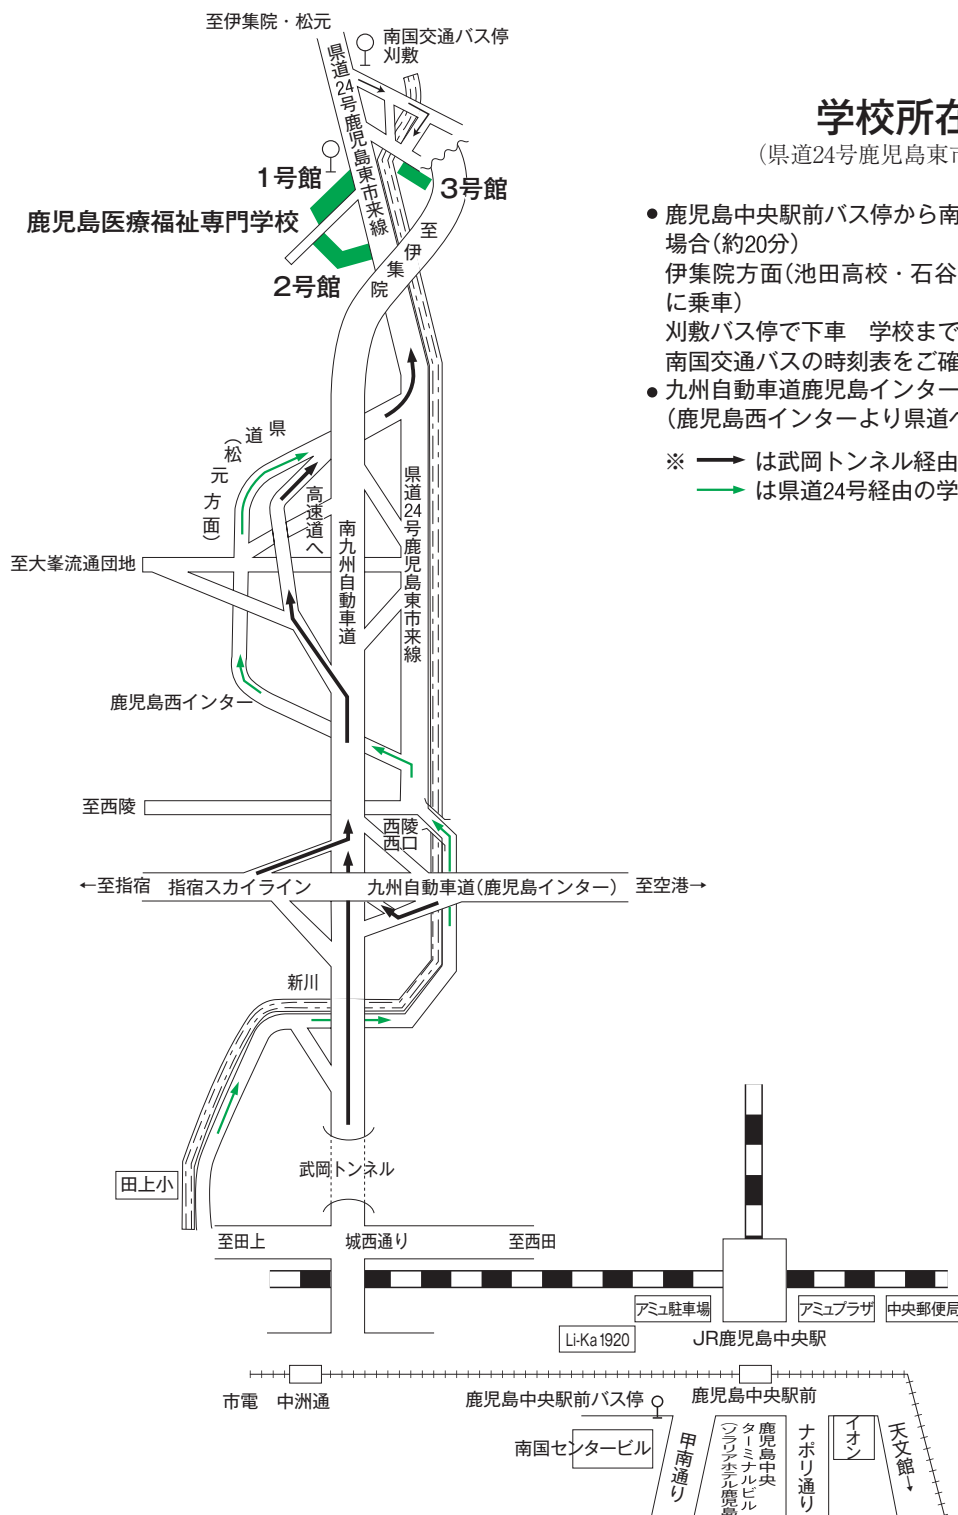 至伊集院・松元
南国交通バス停
刈敷
県道24号鹿児島東市来線
学校所在
（県道24号鹿児島東市
1号館
3号館
鹿児島医療福祉専門学校
2号館
至伊集院
● 鹿児島中央駅前バス停から南
場合(約20分)
伊集院方面(池田高校・石谷
に乗車)
刈敷バス停で下車　学校まで
南国交通バスの時刻表をご確
● 九州自動車道鹿児島インター
(鹿児島西インターより県道へ
※ → は武岡トンネル経由
→ は県道24号経由の学
県道
(松元方面)
高速道へ
南九州自動車道
県道24号鹿児島東市来線
至大峯流通団地
鹿児島西インター
至西陵
西陵
西口
←至指宿
指宿スカイライン
九州自動車道(鹿児島インター)
至空港→
新川
武岡トンネル
田上小
至田上
城西通り
至西田
アミュ駐車場
アミュプラザ
中央郵便局
Li-Ka1920
JR鹿児島中央駅
市電
中洲通
鹿児島中央駅前バス停
鹿児島中央駅前
南国センタービル
甲南通り
鹿児島中央
ターミナルビル
(ソラリアホテル鹿児島
ナポリ通り
イオン
天文館→